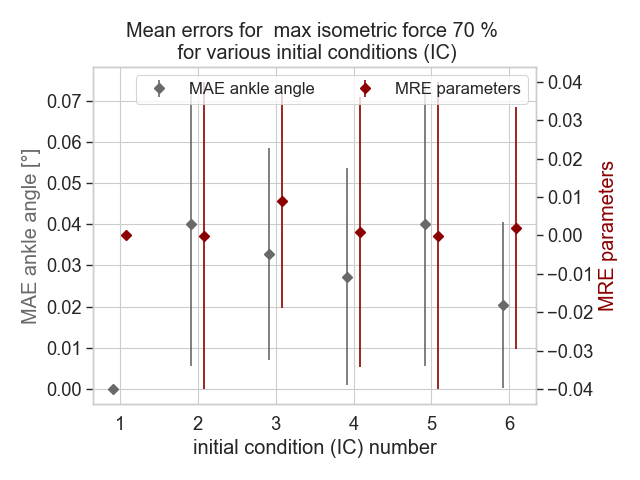 Mean errors for  max isometric force 70 %
for various initial conditions (IC)
MAE ankle angle
MRE parameters
0.07
0.06
0.05
0.04
0.03
0.02
0.01
0.00
MAE ankle angle [°]
0.04
0.03
0.02
0.01
0.00
−0.01
−0.02
−0.03
−0.04
MRE parameters
1 2 3 4 5 6
initial condition (IC) number